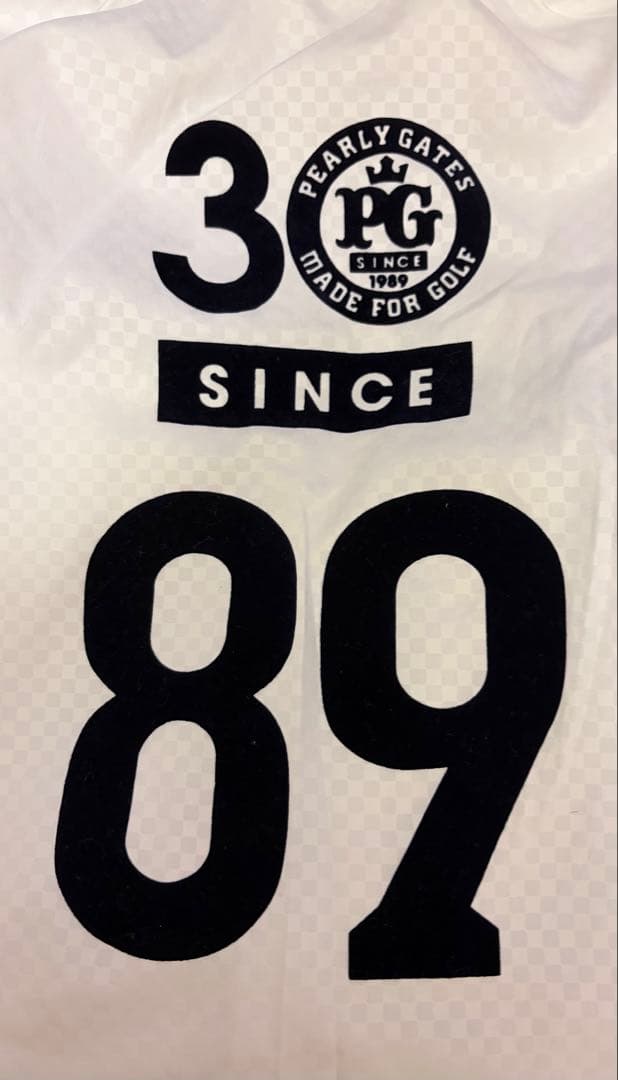 30
PEARLY GATES
PG
SINCE
1989
MADE FOR GOLF
SINCE
89